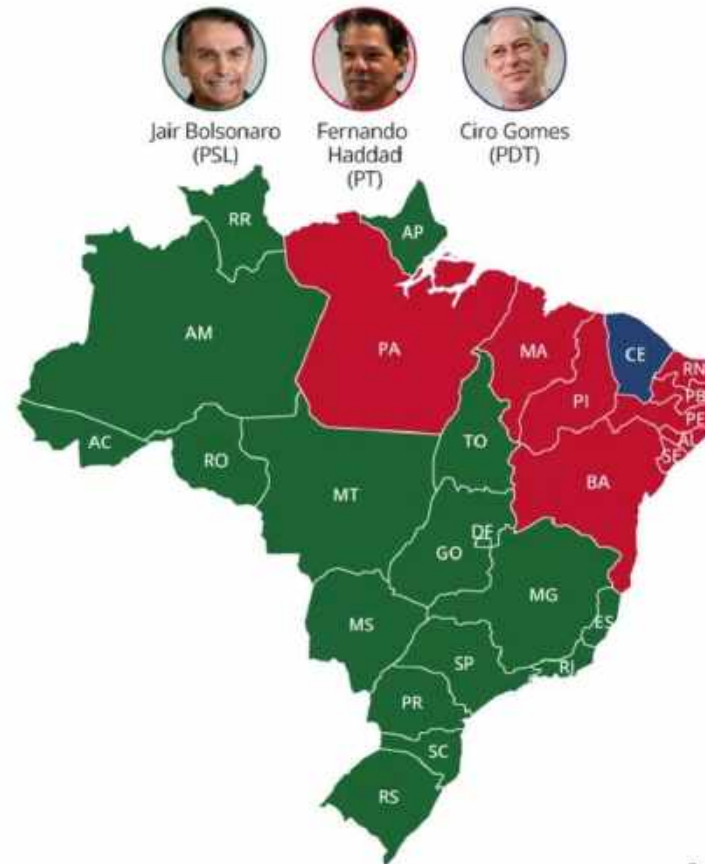 Jair Bolsonaro
(PSL)
Fernando
Haddad
(PT)
Ciro Gomes
(PDT)
RR
AP
AM
PA
MA
CE
RN
PB
PE
PI
AL
SE
AC
RO
TO
BA
MT
DF
GO
MG
ES
MS
SP
RJ
PR
SC
RS